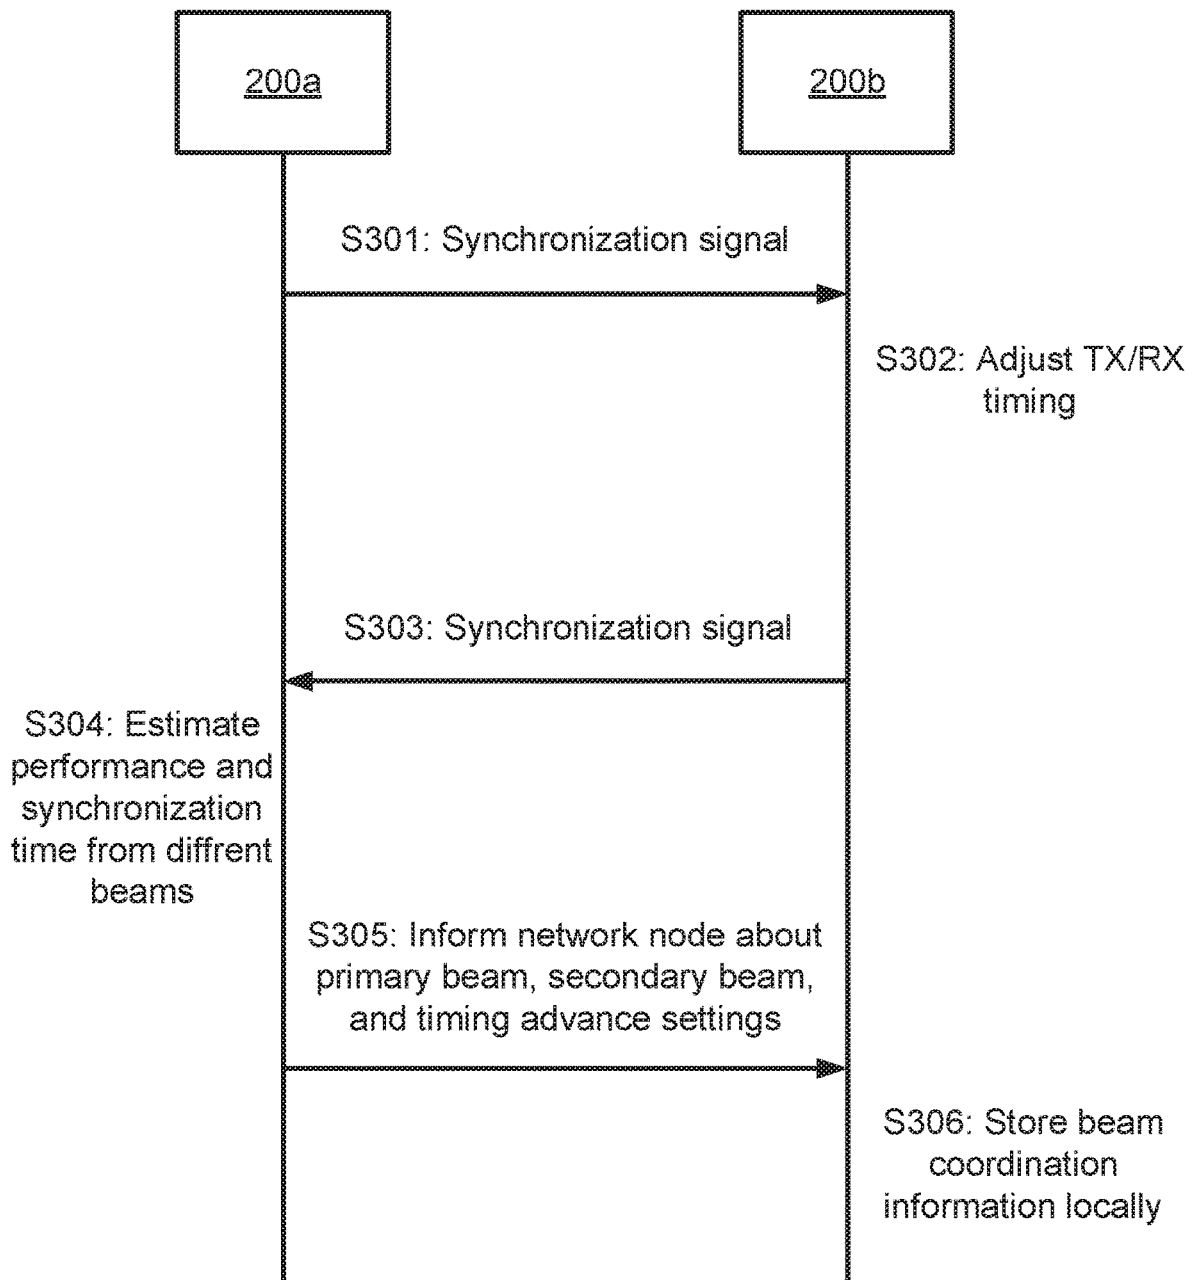 200a
200b
S301: Synchronization signal
S302: Adjust TX/RX
timing
S303: Synchronization signal
S304: Estimate
performance and
synchronization
time from diffrent
beams
S305: Inform network node about
primary beam, secondary beam,
and timing advance settings
S306: Store beam
coordination
information locally